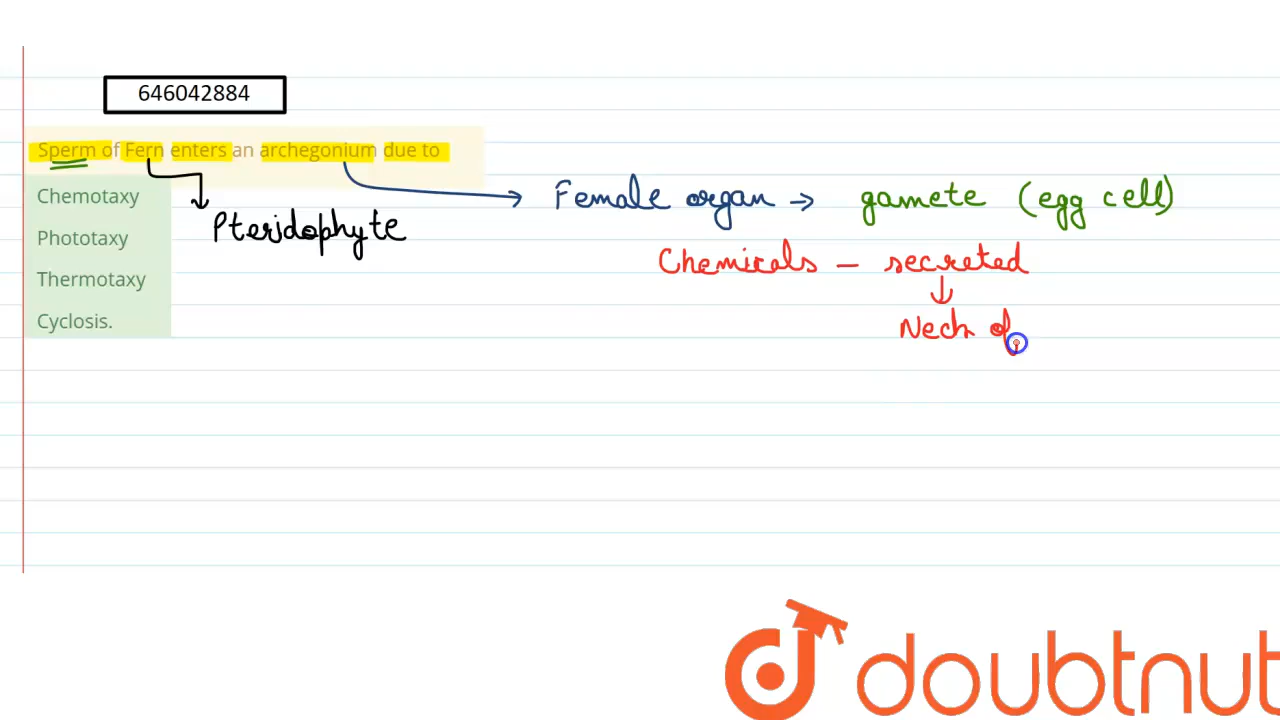 646042884
Sperm of Fern enters an archegonium due to
Chemotaxy
Phototaxy
Thermotaxy
Cyclosis.
Pteridophyte
Female organ → gamete (egg cell)
Chemicals – secreted
↓
Neck of
doubtnut